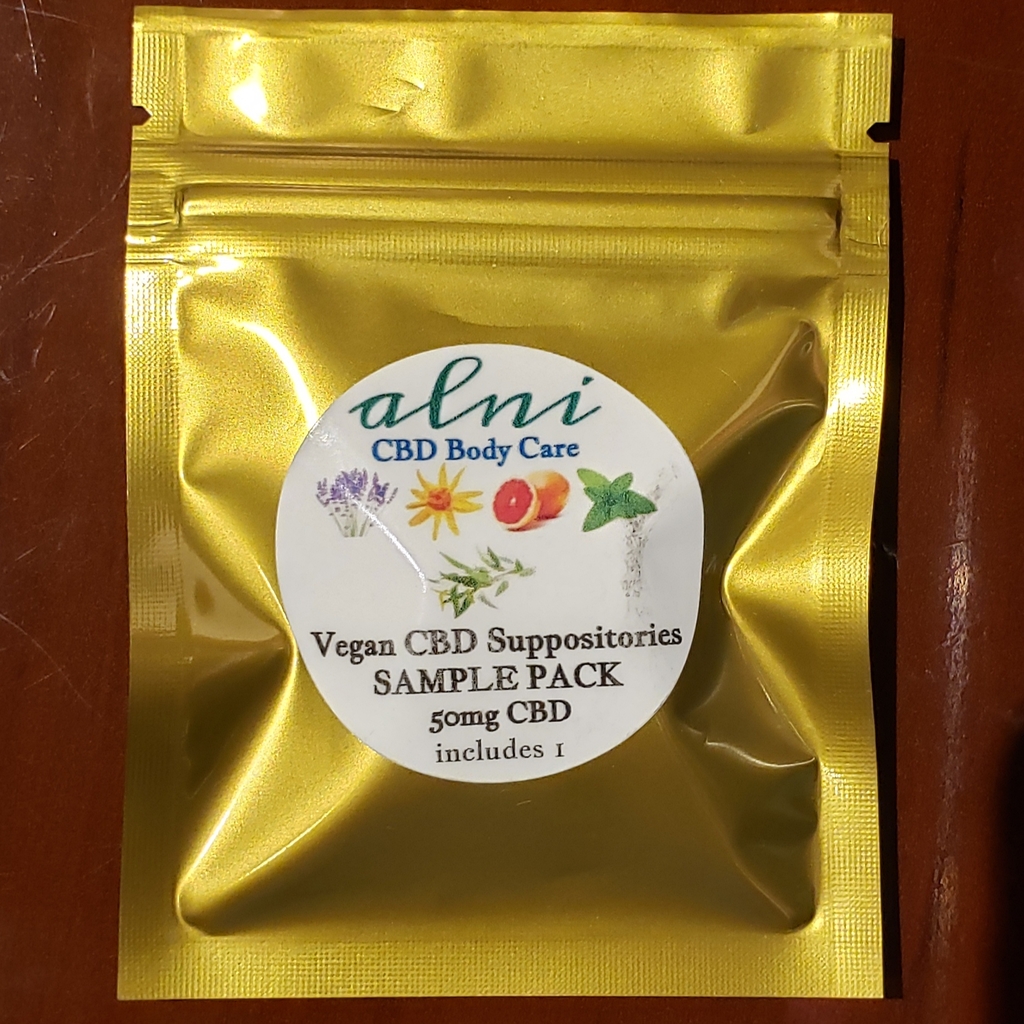 alni
CBD Body Care
Vegan CBD Suppositories
SAMPLE PACK
50mg CBD
includes 1